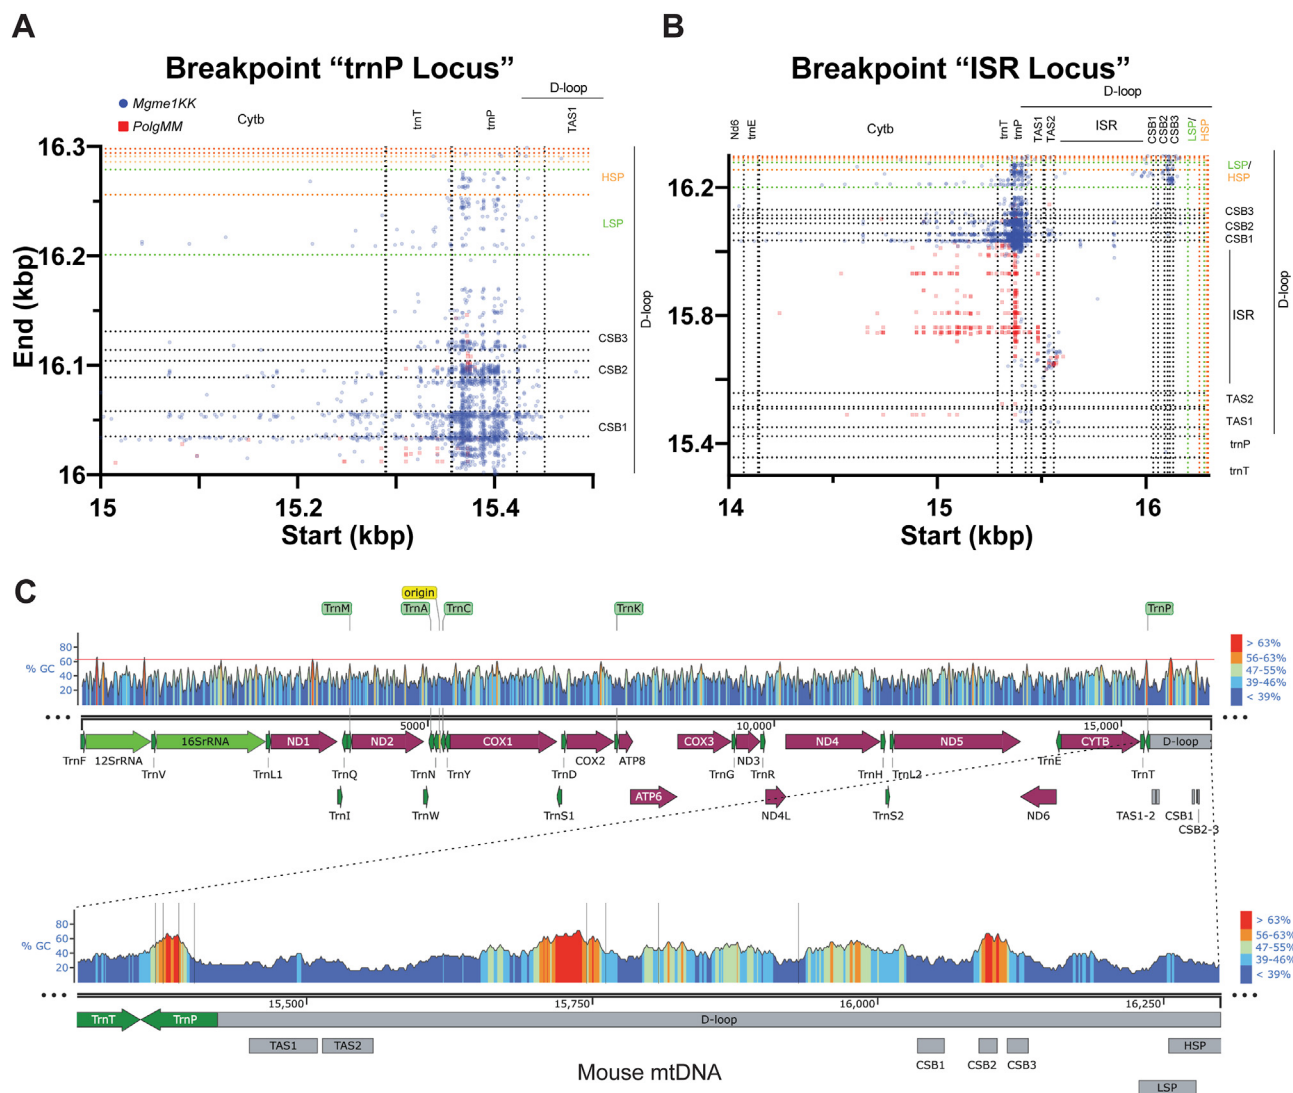 A
Breakpoint “trnP Locus”
D-loop
Mgme1KK
PolgMM
Cytb
trnT
trnP
TAS1
16.3
16.2
16.1
16
End (kbp)
HSP
LSP
CSB3
CSB2
CSB1
D-loop
15
15.2
15.4
Start (kbp)
B
Breakpoint “ISR Locus”
D-loop
Nd6
trnE
Cytb
trnT
trnP
TAS1
TAS2
ISR
CSB1
CSB2
CSB3
LSP/
HSP
16.2
15.8
15.4
LSP/
HSP
CSB3
CSB2
CSB1
ISR
TAS2
TAS1
trnP
trnT
D-loop
14
15
16
Start (kbp)
C
origin
TrnM
TrnA
TrnC
TrnK
TrnP
% GC
80
60
40
20
> 63%
56-63%
47-55%
39-46%
< 39%
5000
10,000
15,000
16SrRNA
ND1
ND2
COX1
COX3
ND4
ND5
CYTB
D-loop
TrnF
12SrRNA
TrnV
TrnL1
TrnQ
TrnN
TrnY
TrnD
COX2
ATP8
TrnG
ND3
TrnR
TrnH
TrnL2
TrnE
TrnT
TrnI
TrnW
TrnS1
ATP6
ND4L
TrnS2
ND6
TAS1-2
CSB1
CSB2-3
% GC
80
60
40
20
> 63%
56-63%
47-55%
39-46%
< 39%
15,500
15,750
16,000
16,250
TrnT
TrnP
D-loop
TAS1
TAS2
CSB1
CSB2
CSB3
HSP
LSP
Mouse mtDNA